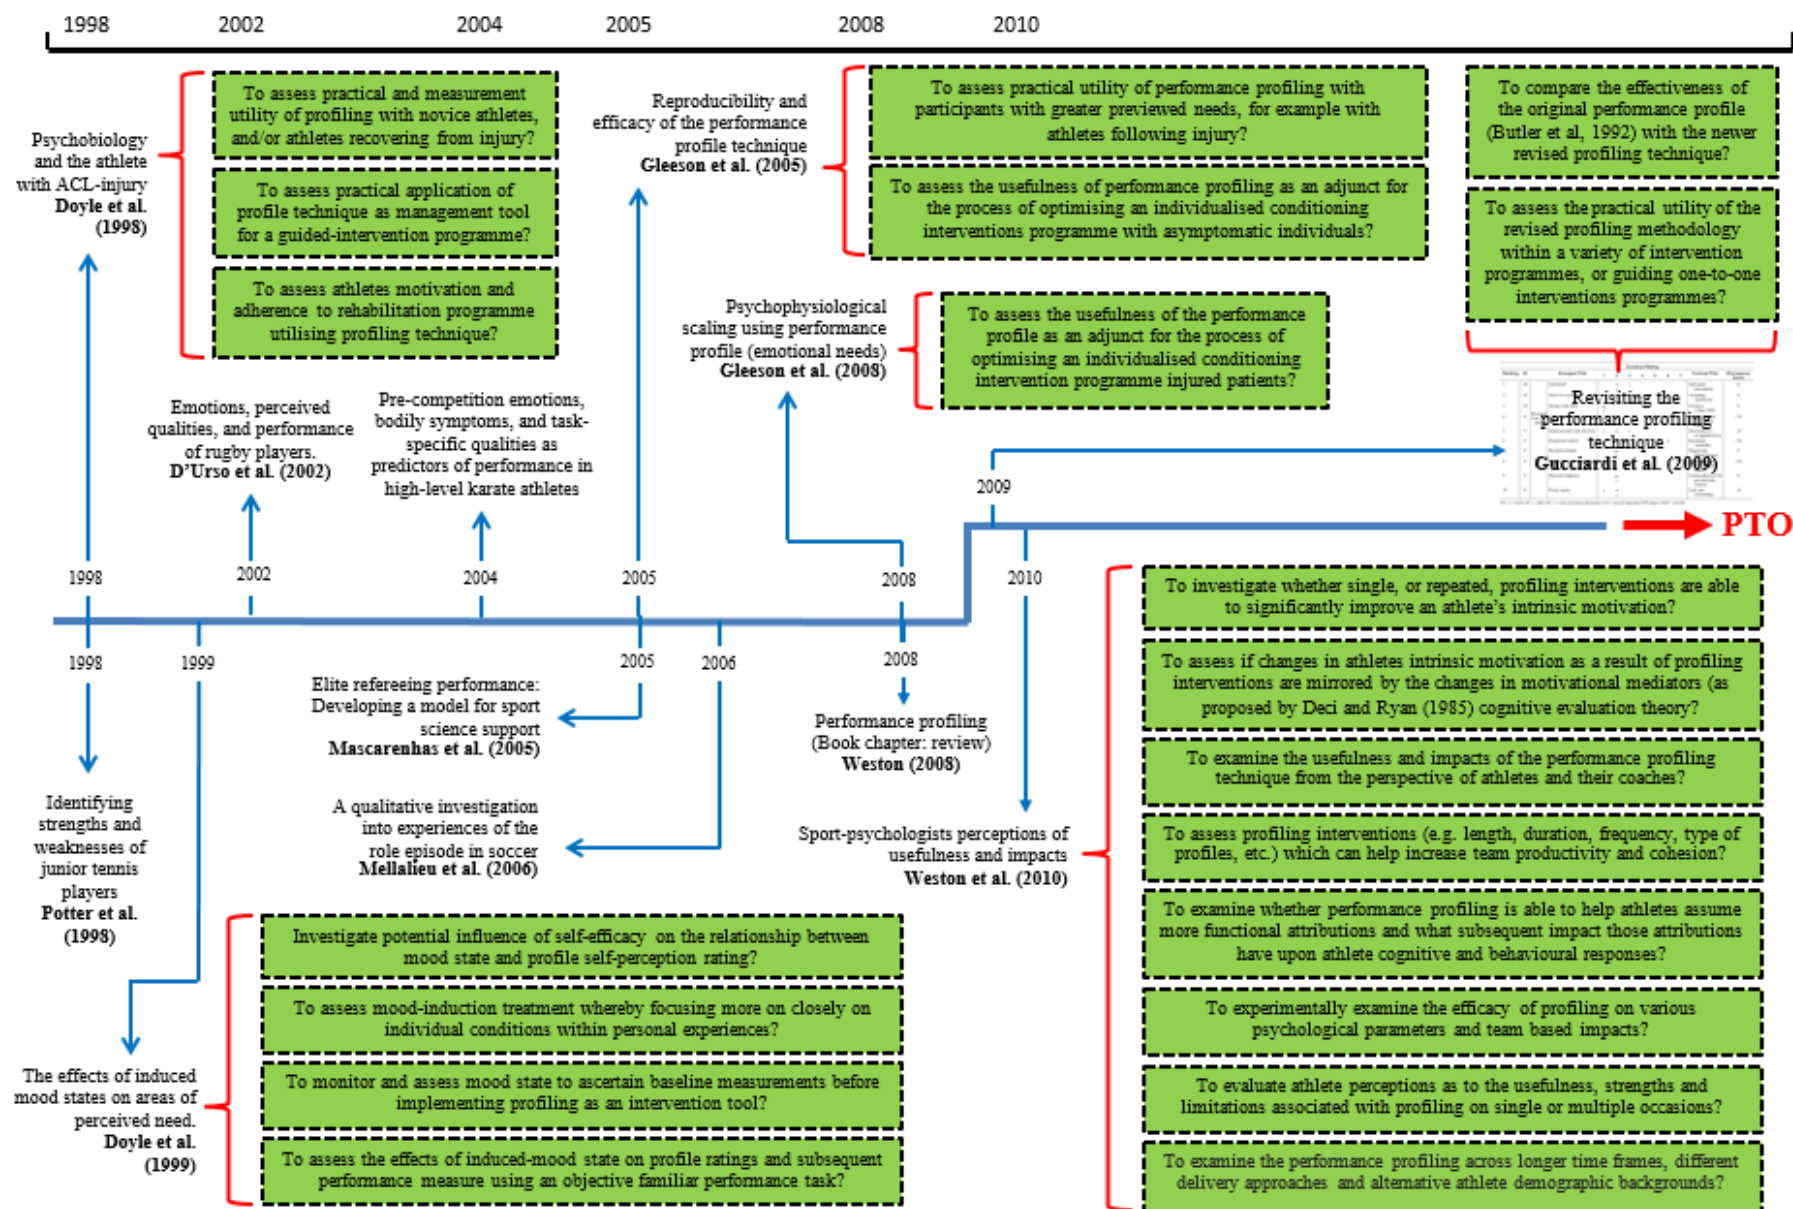 1998
2002
2004
2005
2008
2010
Psychobiology
and the athlete
with ACL-injury
Doyle et al.
(1998)
To assess practical and measurement
utility of profiling with novice athletes,
and/or athletes recovering from injury?
To assess practical application of
profile technique as management tool
for a guided-intervention programme?
To assess athletes motivation and
adherence to rehabilitation programme
utilising profiling technique?
Reproducibility and
efficacy of the performance
profile technique
Gleeson et al. (2005)
To assess practical utility of performance profiling with
participants with greater previewed needs, for example with
athletes following injury?
To assess the usefulness of performance profiling as an adjunct for
the process of optimising an individualised conditioning
interventions programme with asymptomatic individuals?
To compare the effectiveness of
the original performance profile
(Butler et al, 1992) with the newer
revised profiling technique?
To assess the practical utility of the
revised profiling methodology
within a variety of intervention
programmes, or guiding one-to-one
interventions programmes?
Psychophysiological
scaling using performance
profile (emotional needs)
Gleeson et al. (2008)
To assess the usefulness of the performance
profile as an adjunct for the process of
optimising an individualised conditioning
intervention programme injured patients?
Revisiting the
performance profiling
technique
Gucciardi et al. (2009)
Emotions, perceived
qualities, and performance
of rugby players.
D'Urso et al. (2002)
Pre-competition emotions,
bodily symptoms, and task-
specific qualities as
predictors of performance in
high-level karate athletes
2009
PTO
1998
2002
2004
2005
2008
2010
1998
1999
2005
2006
2008
Elite refereeing performance:
Developing a model for sport
science support
Mascarenhas et al. (2005)
Performance profiling
(Book chapter: review)
Weston (2008)
Identifying
strengths and
weaknesses of
junior tennis
players
Potter et al.
(1998)
A qualitative investigation
into experiences of the
role episode in soccer
Mellalieu et al. (2006)
Sport-psychologists perceptions of
usefulness and impacts
Weston et al. (2010)
To investigate whether single, or repeated, profiling interventions are able
to significantly improve an athlete's intrinsic motivation?
To assess if changes in athletes intrinsic motivation as a result of profiling
interventions are mirrored by the changes in motivational mediators (as
proposed by Deci and Ryan (1985) cognitive evaluation theory?
To examine the usefulness and impacts of the performance profiling
technique from the perspective of athletes and their coaches?
To assess profiling interventions (e.g. length, duration, frequency, type of
profiles, etc.) which can help increase team productivity and cohesion?
To examine whether performance profiling is able to help athletes assume
more functional attributions and what subsequent impact those attributions
have upon athlete cognitive and behavioural responses?
To experimentally examine the efficacy of profiling on various
psychological parameters and team based impacts?
To evaluate athlete perceptions as to the usefulness, strengths and
limitations associated with profiling on single or multiple occasions?
To examine the performance profiling across longer time frames, different
delivery approaches and alternative athlete demographic backgrounds?
The effects of induced
mood states on areas of
perceived need.
Doyle et al.
(1999)
Investigate potential influence of self-efficacy on the relationship between
mood state and profile self-perception rating?
To assess mood-induction treatment whereby focusing more on closely on
individual conditions within personal experiences?
To monitor and assess mood state to ascertain baseline measurements before
implementing profiling as an intervention tool?
To assess the effects of induced-mood state on profile ratings and subsequent
performance measure using an objective familiar performance task?